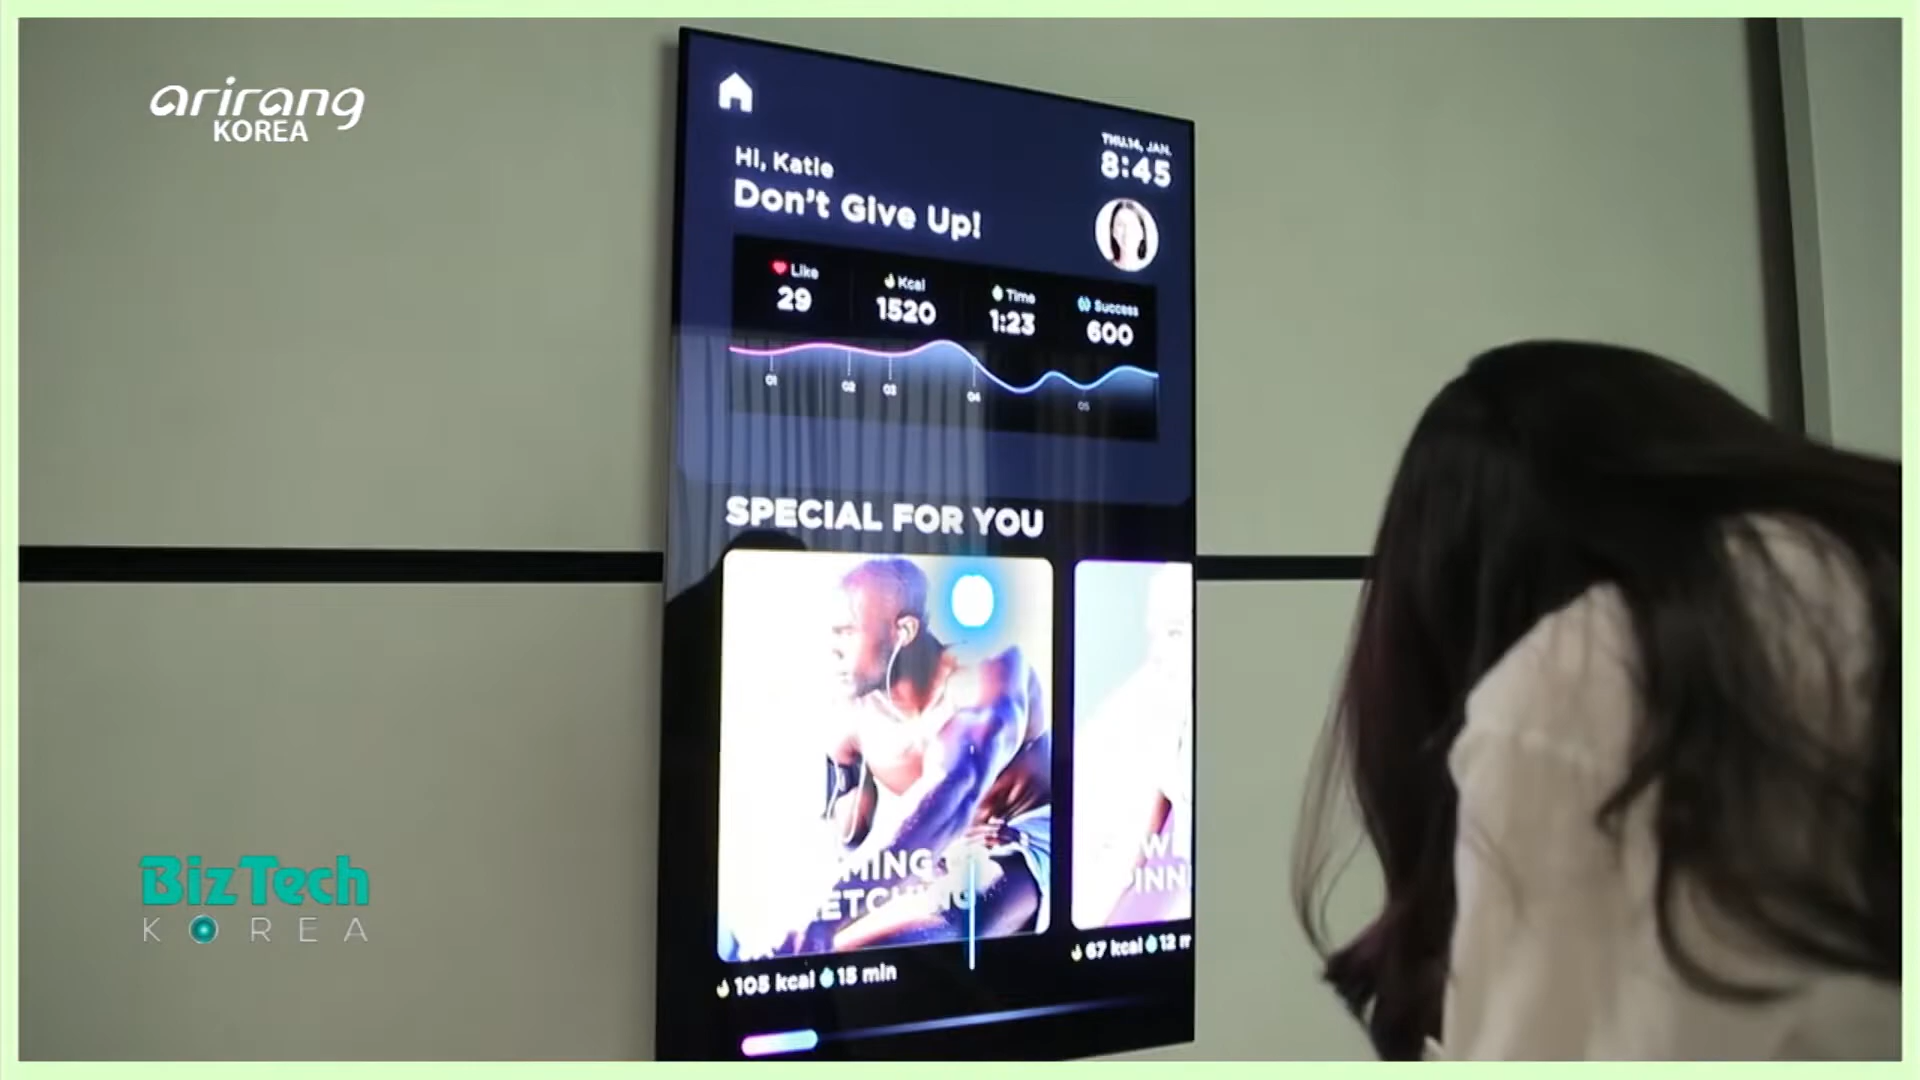 arirang
KOREA
THU.14, JAN.
8:45
Hi, Katie
Don't Give Up!
Like
29
Kcal
1520
Time
1:23
Success
600
01
02
03
04
05
SPECIAL FOR YOU
105 kcal 15 min
67 kcal 12 m
BizTech
KOREA